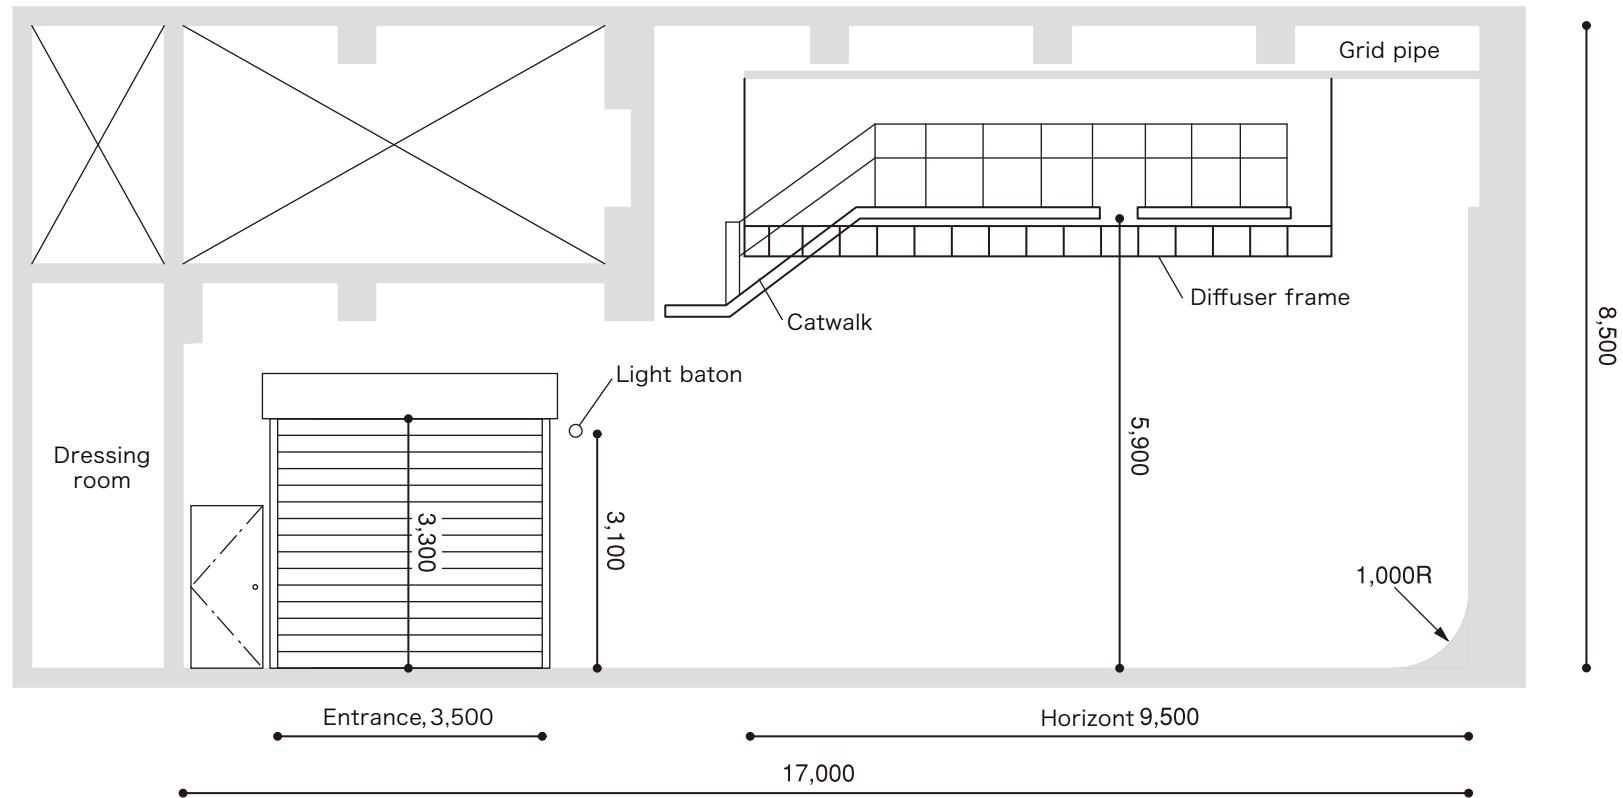 Grid pipe
Diffuser frame
Catwalk
8,500
Light baton
5,900
Dressing
room
3,300
3,100
1,000R
Entrance, 3,500
Horizont 9,500
17,000